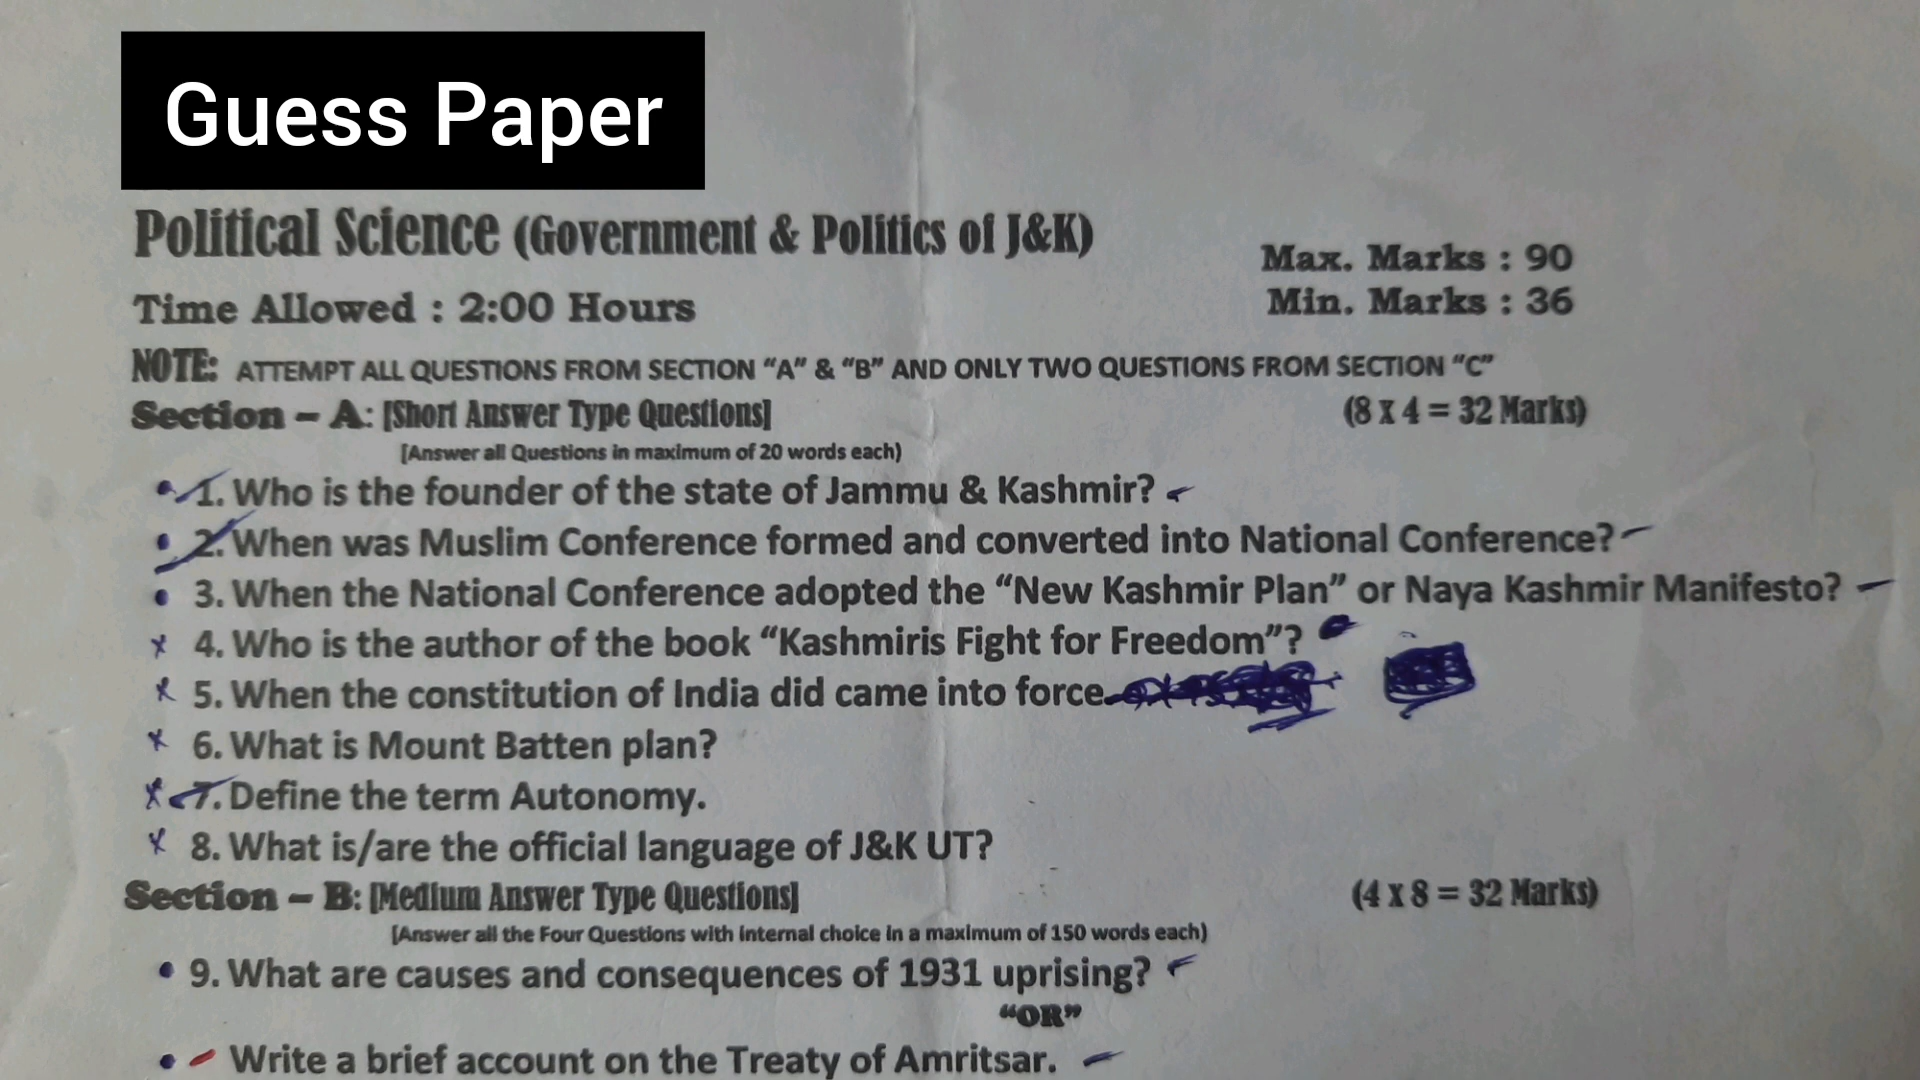 Guess Paper
Political Science (Government & Politics of J&K)
Max. Marks : 90
Time Allowed : 2:00 Hours
Min. Marks : 36
NOTE: ATTEMPT ALL QUESTIONS FROM SECTION “A” & “B” AND ONLY TWO QUESTIONS FROM SECTION “C”
Section – A: [Short Answer Type Questions] (8 x 4 = 32 Marks)
[Answer all Questions in maximum of 20 words each)
1. Who is the founder of the state of Jammu & Kashmir?
2. When was Muslim Conference formed and converted into National Conference?
3. When the National Conference adopted the “New Kashmir Plan” or Naya Kashmir Manifesto?
4. Who is the author of the book “Kashmiris Fight for Freedom”?
5. When the constitution of India did came into force
6. What is Mount Batten plan?
7. Define the term Autonomy.
8. What is/are the official language of J&K UT?
Section – B: [Medium Answer Type Questions] (4 x 8 = 32 Marks)
[Answer all the Four Questions with internal choice in a maximum of 150 words each)
9. What are causes and consequences of 1931 uprising?
“OR”
Write a brief account on the Treaty of Amritsar.